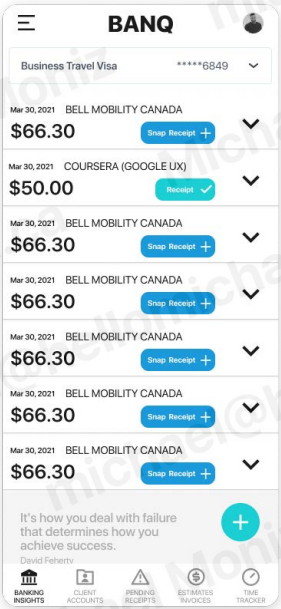 BANQ
Business Travel Visa *****6849
Mar 30, 2021 BELL MOBILITY CANADA
$66.30 Snap Receipt +
Mar 30, 2021 COURSERA (GOOGLE UX)
$50.00 Receipt
Mar 30, 2021 BELL MOBILITY CANADA
$66.30 Snap Receipt +
Mar 30, 2021 BELL MOBILITY CANADA
$66.30 Snap Receipt +
Mar 30, 2021 BELL MOBILITY CANADA
$66.30 Snap Receipt +
Mar 30, 2021 BELL MOBILITY CANADA
$66.30 Snap Receipt +
Mar 30, 2021 BELL MOBILITY CANADA
$66.30 Snap Receipt +
It's how you deal with failure
that determines how you
achieve success.
David Feherty
BANKING CLIENT PENDING ESTIMATES TIME
INSIGHTS ACCOUNTS RECEIPTS INVOICES TRACKER